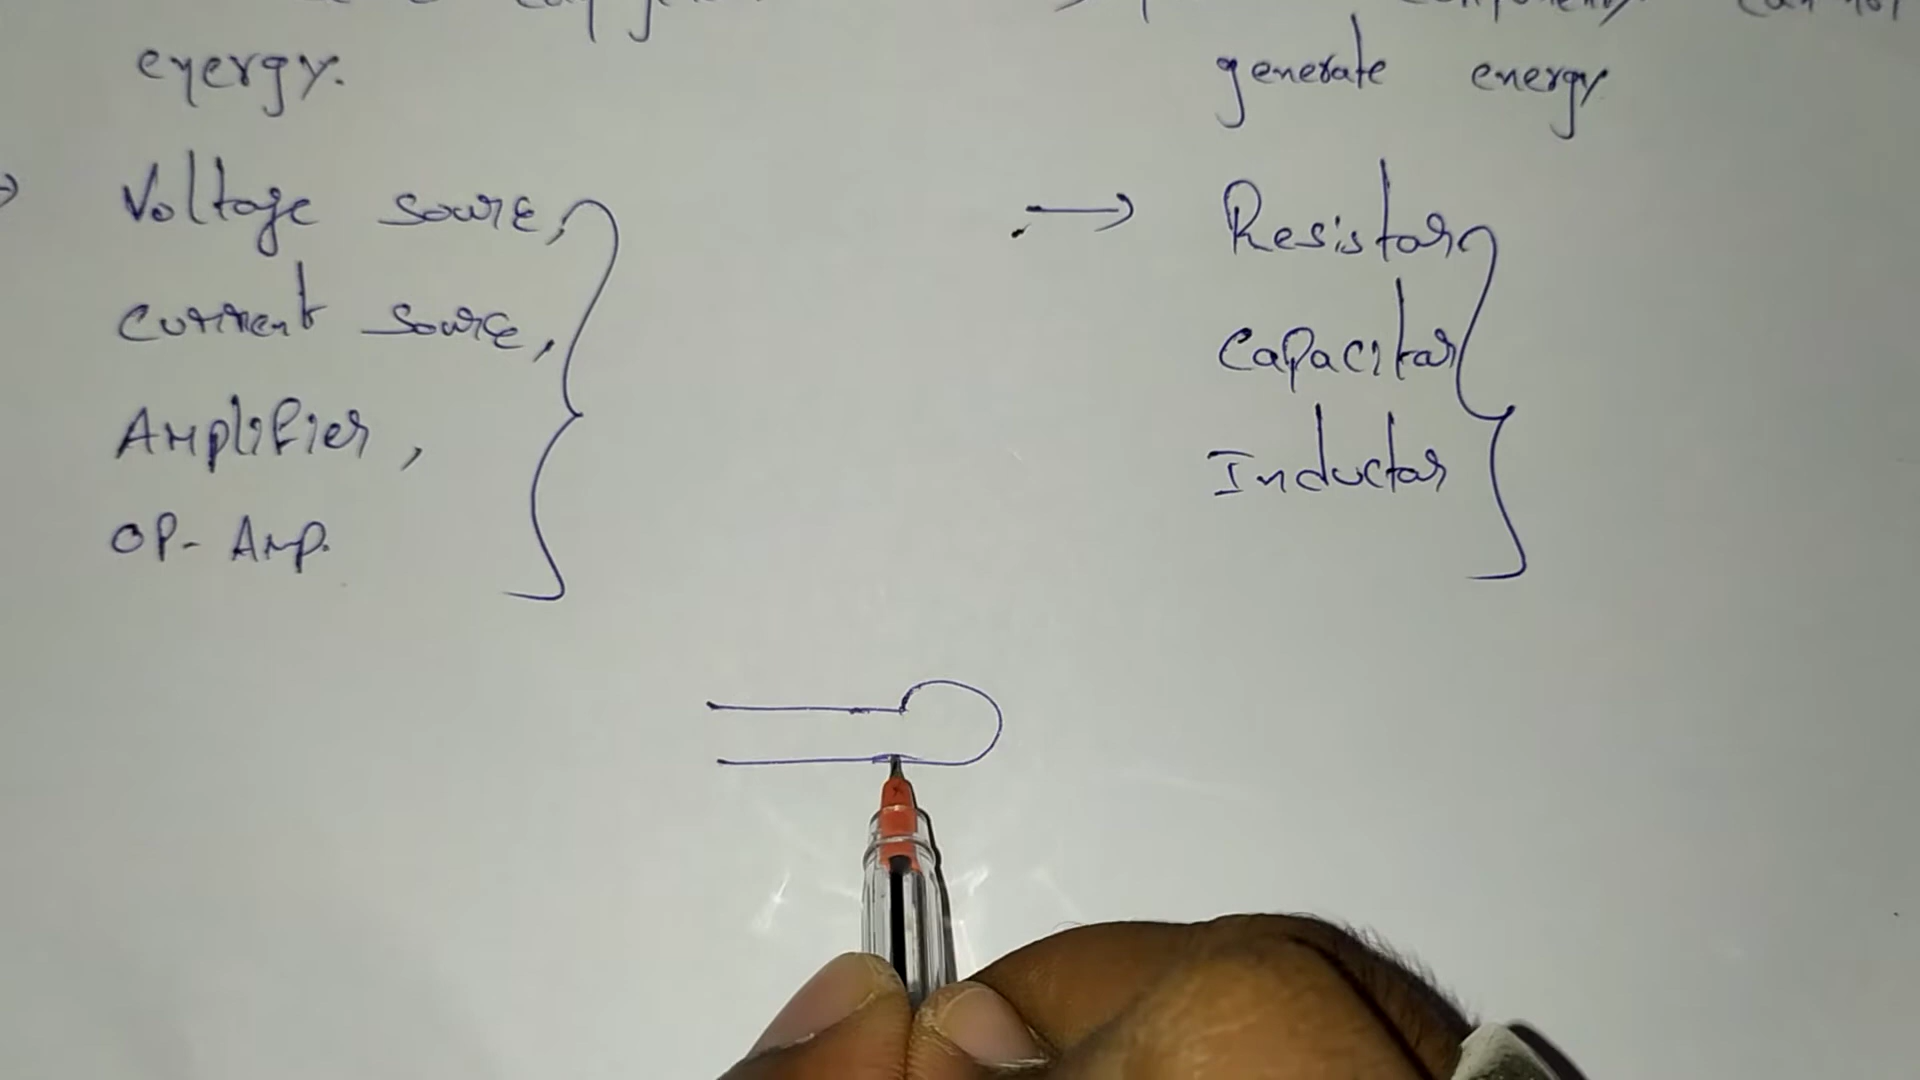 energy.
generate energy
Voltage source,
Resistor
Current source,
Capacitor
Amplifier,
Inductor
OP-Amp.